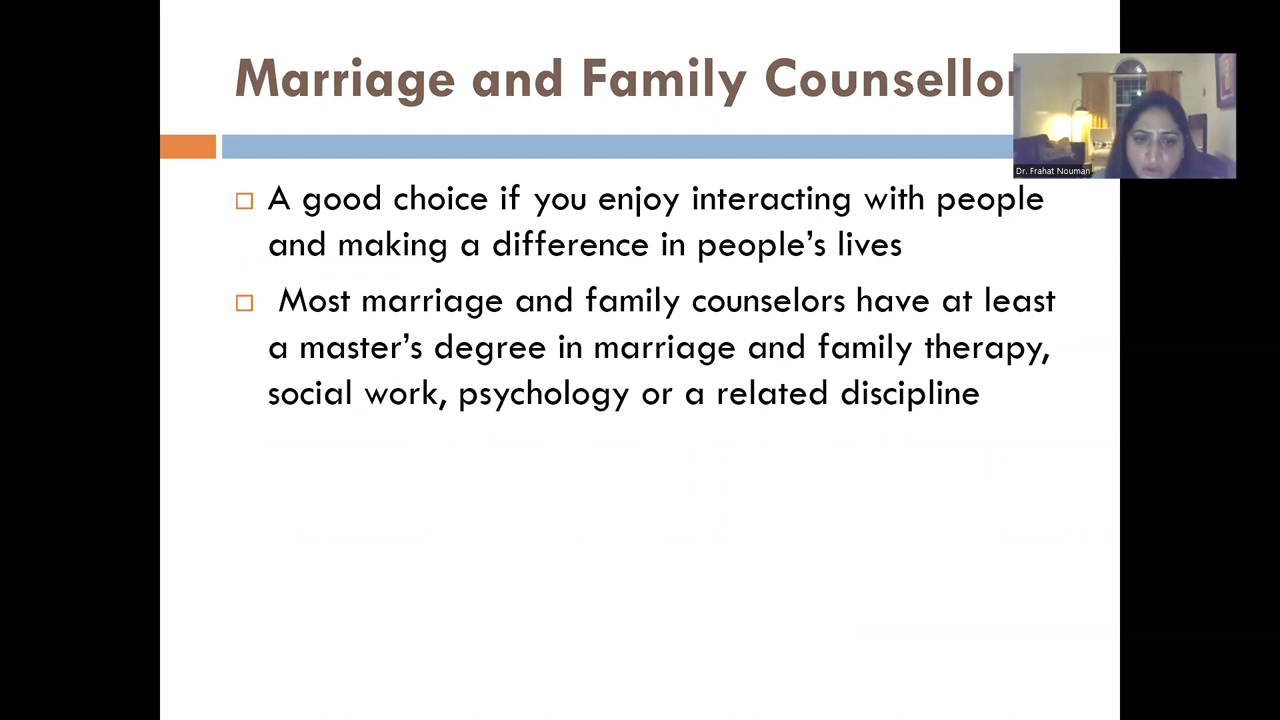 Marriage and Family Counsellor
A good choice if you enjoy interacting with people
and making a difference in people's lives
Most marriage and family counselors have at least
a master's degree in marriage and family therapy,
social work, psychology or a related discipline
Dr. Frahat Nouman